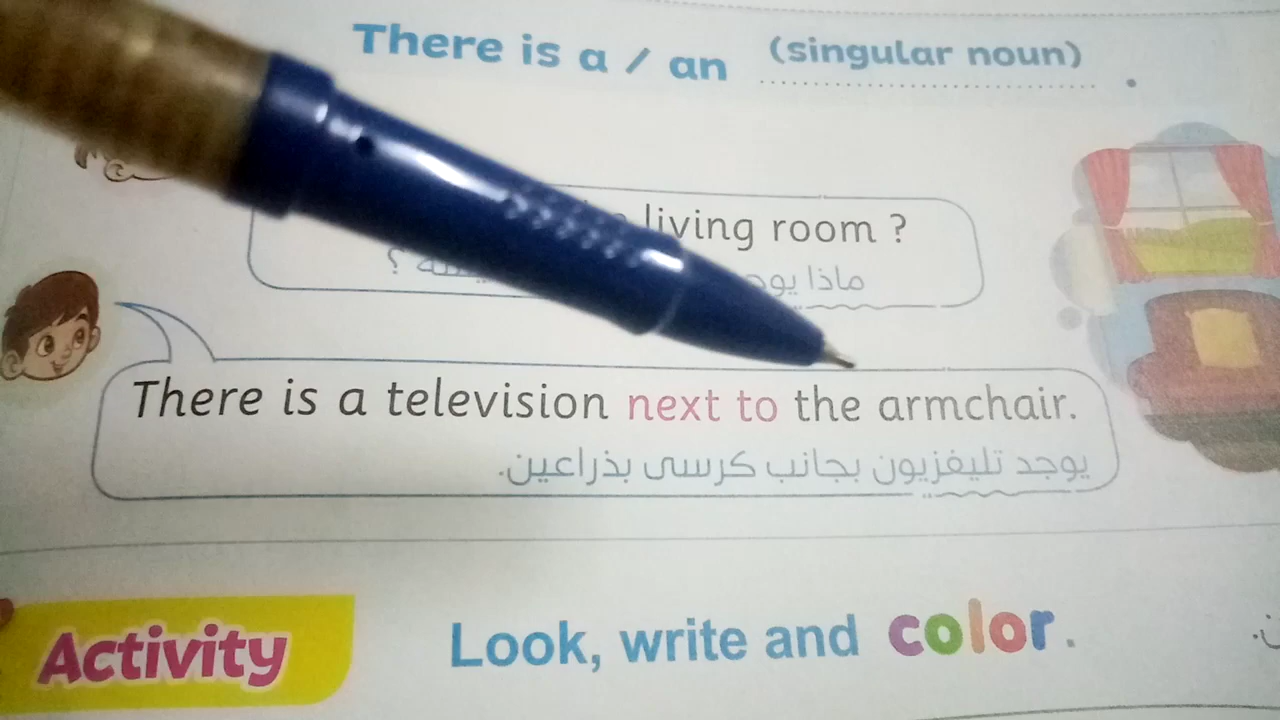 There is a / an (singular noun) .
living room ?
ماذا يوجد ؟
There is a television next to the armchair.
يوجد تليفزيون بجانب كرسى بذراعين.
Activity
Look, write and color.